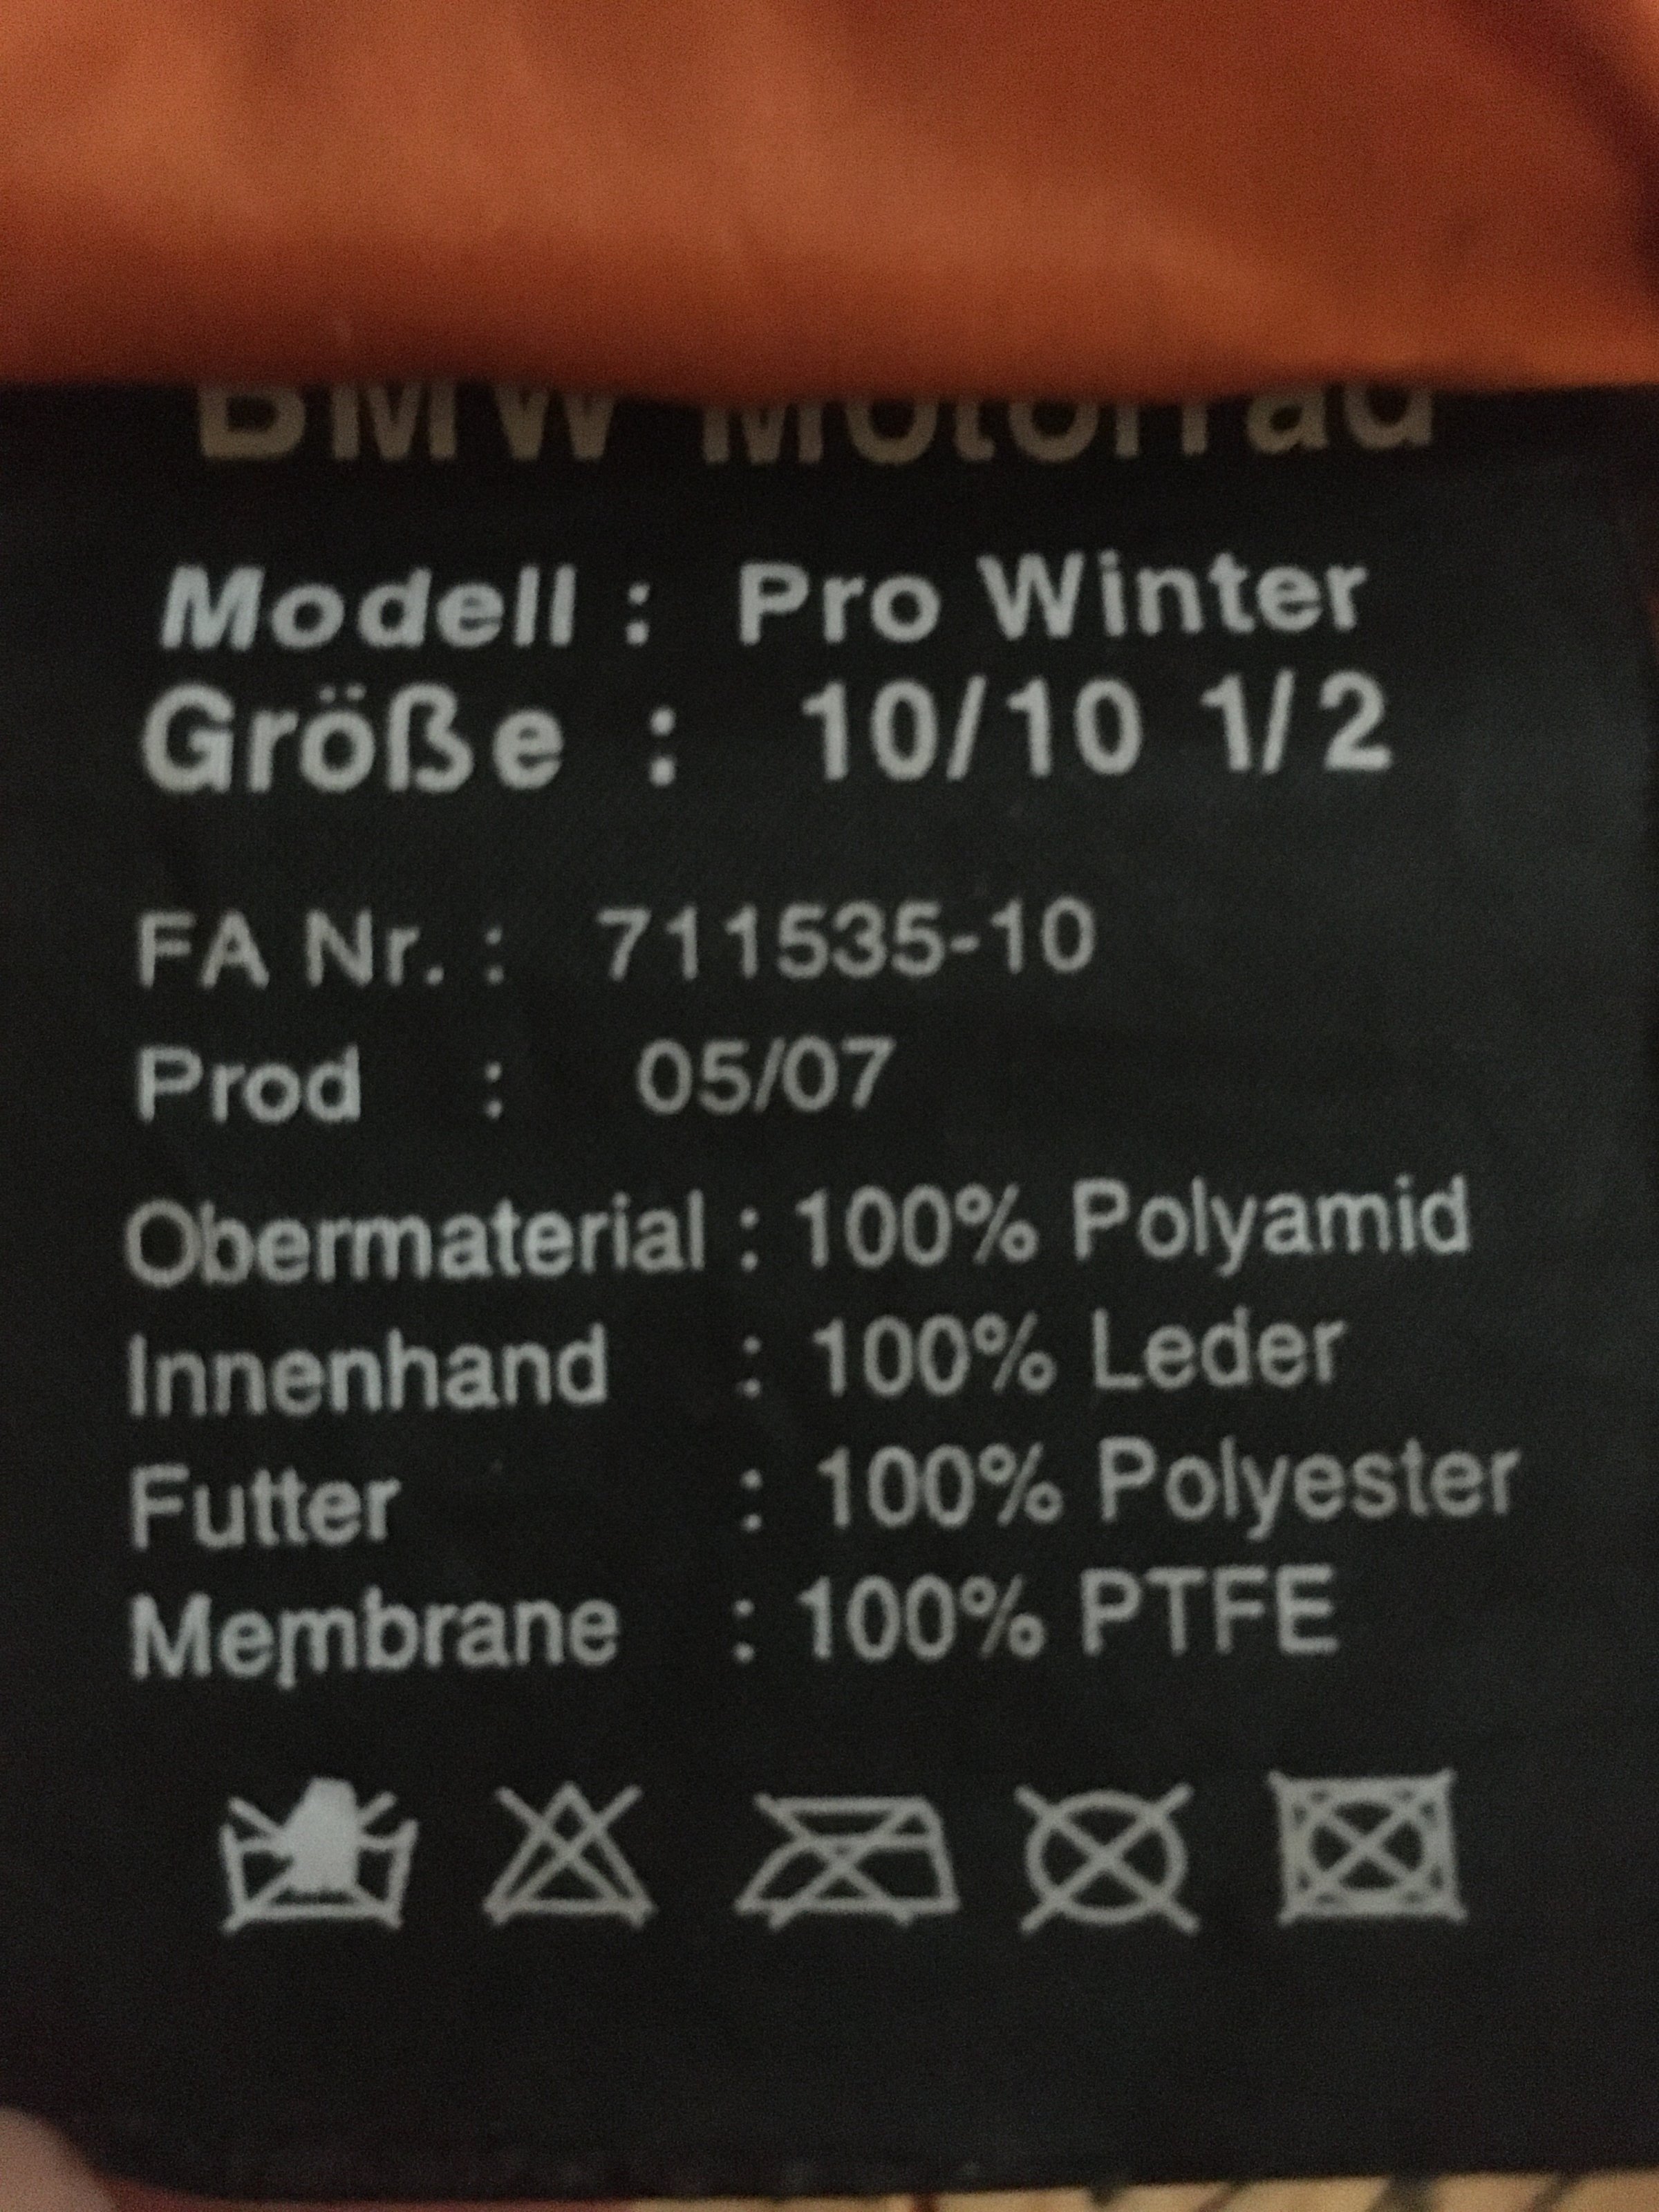 BMW Motorrad
Modell : Pro Winter
Größe : 10/10 1/2
FA Nr. : 711535-10
Prod : 05/07
Obermaterial : 100% Polyamid
Innenhand : 100% Leder
Futter : 100% Polyester
Membrane : 100% PTFE